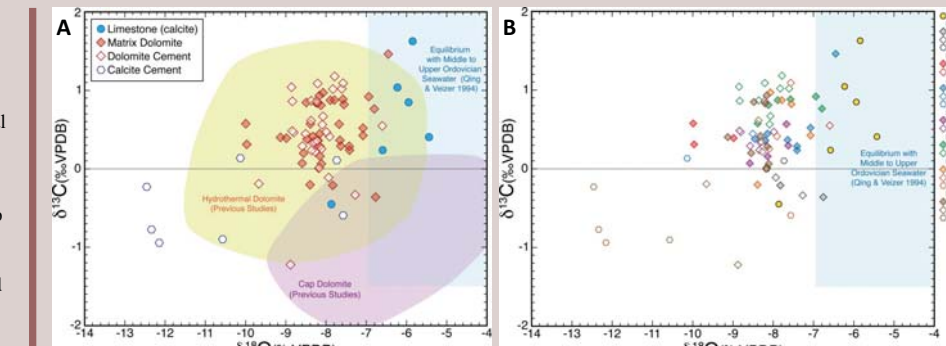 A
Limestone (calcite)
Matrix Dolomite
Dolomite Cement
Calcite Cement
Equilibrium
with Middle to
Upper Ordovician
Seawater (Qing
& Veizer 1994)
Hydrothermal Dolomite
(Previous Studies)
Cap Dolomite
(Previous Studies)
δ13C(‰VPDB)
2
1
0
-1
-2
-14 -13 -12 -11 -10 -9 -8 -7 -6 -5 -4
B
Equilibrium with
Middle to Upper
Ordovician Seawater
(Qing & Veizer 1994)
δ13C(‰VPDB)
2
1
0
-1
-2
-14 -13 -12 -11 -10 -9 -8 -7 -6 -5 -4